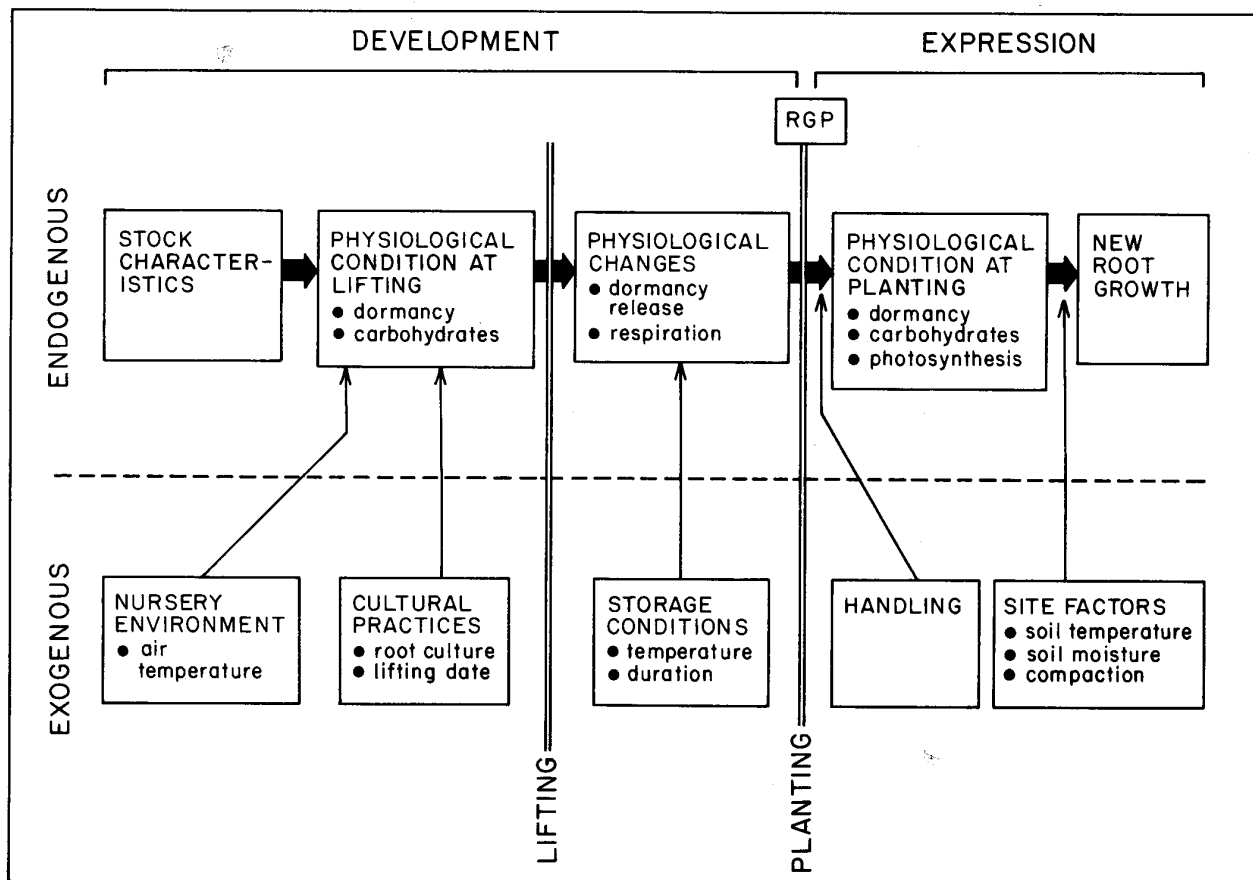 DEVELOPMENT
EXPRESSION
RGP
ENDOGENOUS
STOCK
CHARACTER-
ISTICS
PHYSIOLOGICAL
CONDITION AT
LIFTING
● dormancy
● carbohydrates
PHYSIOLOGICAL
CHANGES
● dormancy
release
● respiration
PHYSIOLOGICAL
CONDITION AT
PLANTING
● dormancy
● carbohydrates
● photosynthesis
NEW
ROOT
GROWTH
EXOGENOUS
NURSERY
ENVIRONMENT
● air
temperature
CULTURAL
PRACTICES
● root culture
● lifting date
STORAGE
CONDITIONS
● temperature
● duration
HANDLING
SITE FACTORS
● soil temperature
● soil moisture
● compaction
LIFTING
PLANTING